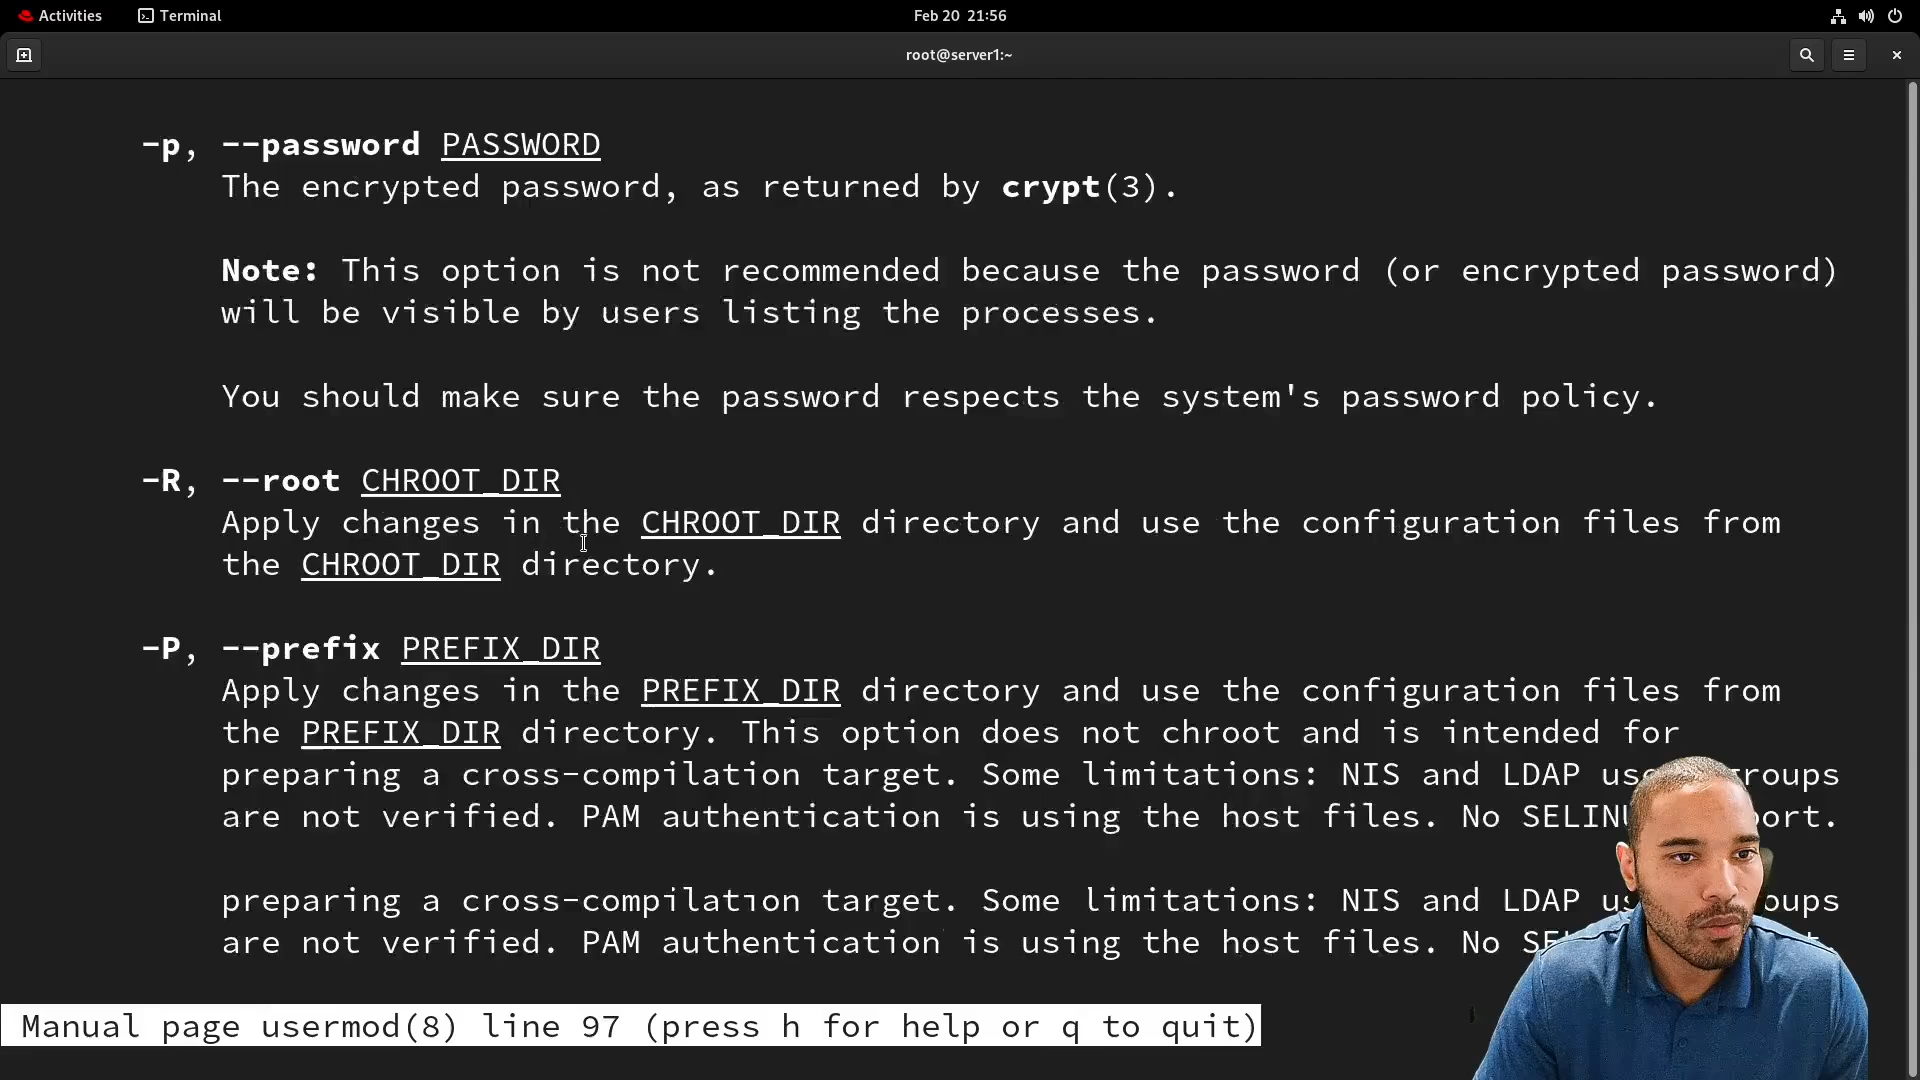 Activities
Terminal
Feb 20 21:56
root@server1:~
-p, --password PASSWORD
The encrypted password, as returned by crypt(3).
Note: This option is not recommended because the password (or encrypted password)
will be visible by users listing the processes.
You should make sure the password respects the system's password policy.
-R, --root CHROOT_DIR
Apply changes in the CHROOT_DIR directory and use the configuration files from
the CHROOT_DIR directory.
-P, --prefix PREFIX_DIR
Apply changes in the PREFIX_DIR directory and use the configuration files from
the PREFIX_DIR directory. This option does not chroot and is intended for
preparing a cross-compilation target. Some limitations: NIS and LDAP
are not verified. PAM authentication is using the host files. No
preparing a cross-compilation target. Some limitations: NIS and LDAP
are not verified. PAM authentication is using the host files. No
Manual page usermod(8) line 97 (press h for help or q to quit)